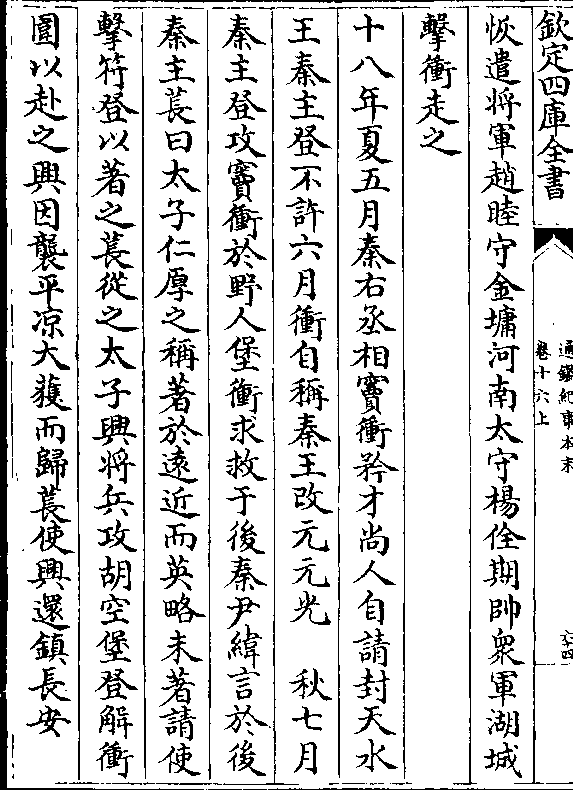 欽定四庫全書
通鑑紀事本末
卷十六上
六十四
恢遣將軍趙睦守金墉河南太守楊佺期帥衆軍湖城
擊衝走之
十八年夏五月秦右丞相竇衝矜才尚人自請封天水
王秦主登不許六月衝自稱秦王改元元光　秋七月
秦主登攻竇衝於野人堡衝求救于後秦尹緯言於後
秦主萇曰太子仁厚之稱著於遠近而英略未著請使
擊苻登以著之萇從之太子興將兵攻胡空堡登解衝
圍以赴之興因襲平凉大獲而歸萇使興還鎮長安